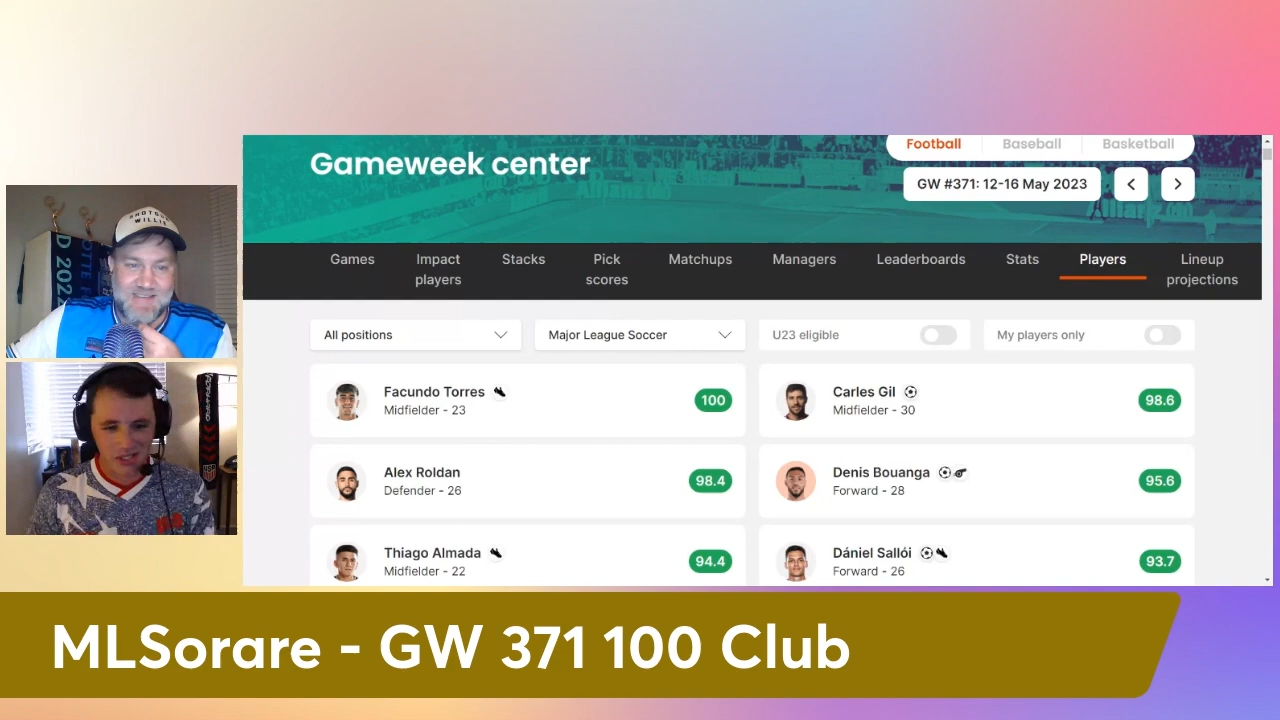 Football
Baseball
Basketball
Gameweek center
GW #371: 12-16 May 2023
Games
Impact players
Stacks
Pick scores
Matchups
Managers
Leaderboards
Stats
Players
Lineup projections
All positions
Major League Soccer
U23 eligible
My players only
Facundo Torres
Midfielder - 23
100
Carles Gil
Midfielder - 30
98.6
Alex Roldan
Defender - 26
98.4
Denis Bouanga
Forward - 28
95.6
Thiago Almada
Midfielder - 22
94.4
Dániel Sallói
Forward - 26
93.7
SHOTGUN
WILLIE
MLSorare - GW 371 100 Club